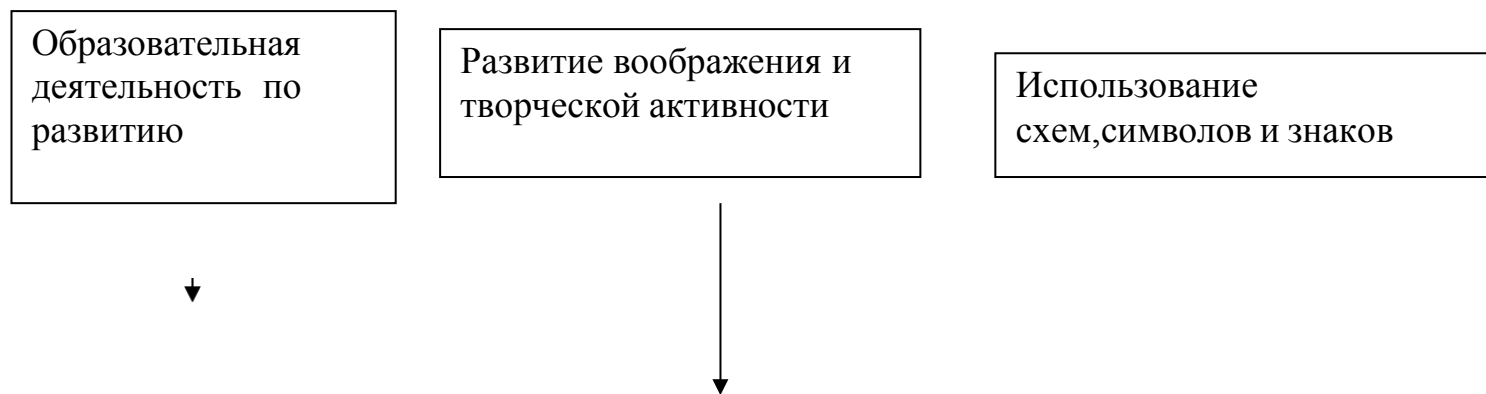 Образовательная
деятельность по
развитию
Развитие воображения и
творческой активности
Использование
схем,символов и знаков